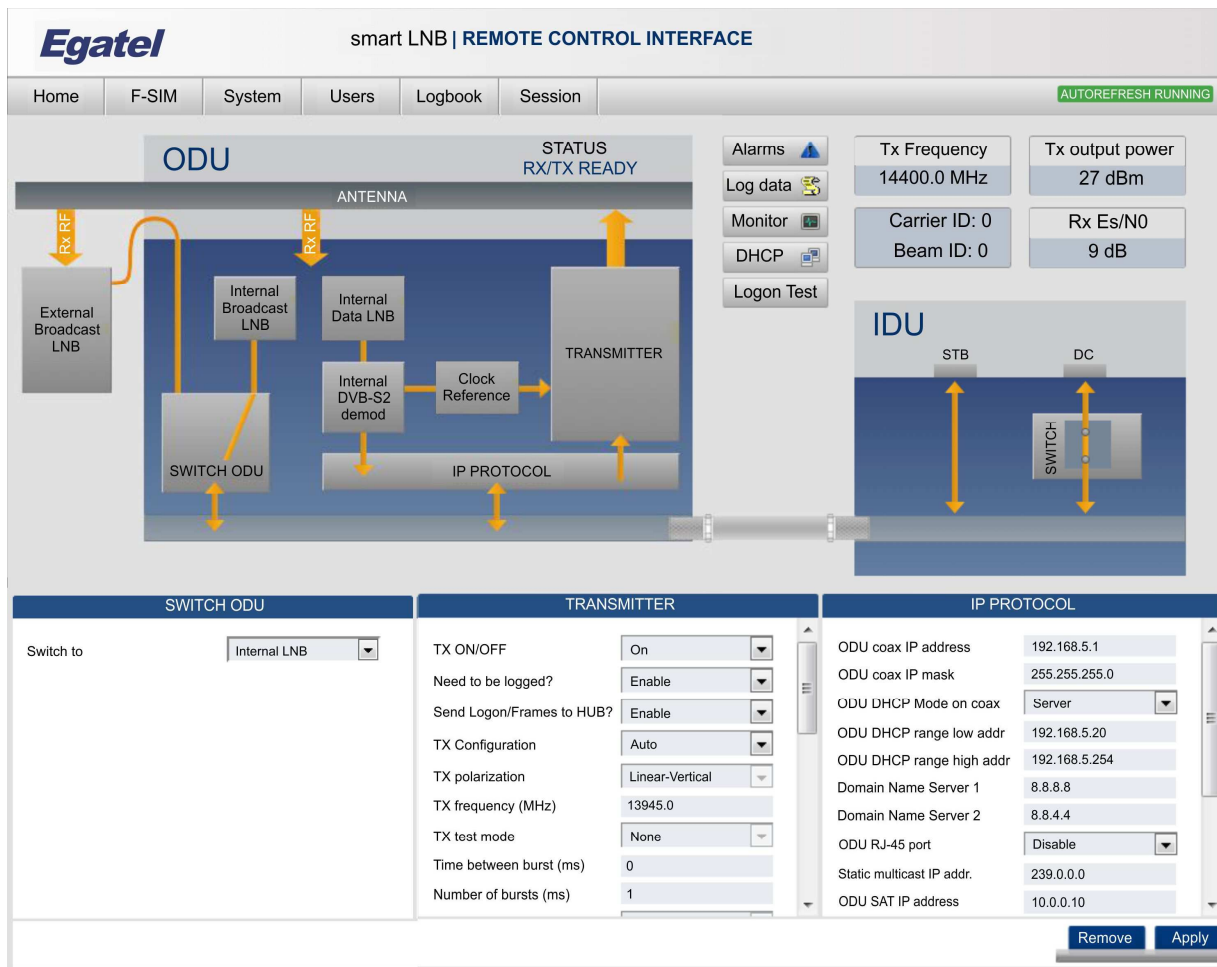 Egatel
smart LNB | REMOTE CONTROL INTERFACE
Home F-SIM System Users Logbook Session
AUTOREFRESH RUNNING
ODU
STATUS
RX/TX READY
ANTENNA
Rx RF
Rx RF
External
Broadcast
LNB
Internal
Broadcast
LNB
Internal
Data LNB
Internal
DVB-S2
demod
Clock
Reference
TRANSMITTER
SWITCH ODU
IP PROTOCOL
Alarms
Log data
Monitor
DHCP
Logon Test
Tx Frequency
14400.0 MHz
Tx output power
27 dBm
Carrier ID: 0
Beam ID: 0
Rx Es/N0
9 dB
IDU
STB
DC
SWITCH
SWITCH ODU
Switch to Internal LNB
TRANSMITTER
TX ON/OFF On
Need to be logged? Enable
Send Logon/Frames to HUB? Enable
TX Configuration Auto
TX polarization Linear-Vertical
TX frequency (MHz) 13945.0
TX test mode None
Time between burst (ms) 0
Number of bursts (ms) 1
IP PROTOCOL
ODU coax IP address 192.168.5.1
ODU coax IP mask 255.255.255.0
ODU DHCP Mode on coax Server
ODU DHCP range low addr 192.168.5.20
ODU DHCP range high addr 192.168.5.254
Domain Name Server 1 8.8.8.8
Domain Name Server 2 8.8.4.4
ODU RJ-45 port Disable
Static multicast IP addr. 239.0.0.0
ODU SAT IP address 10.0.0.10
Remove Apply